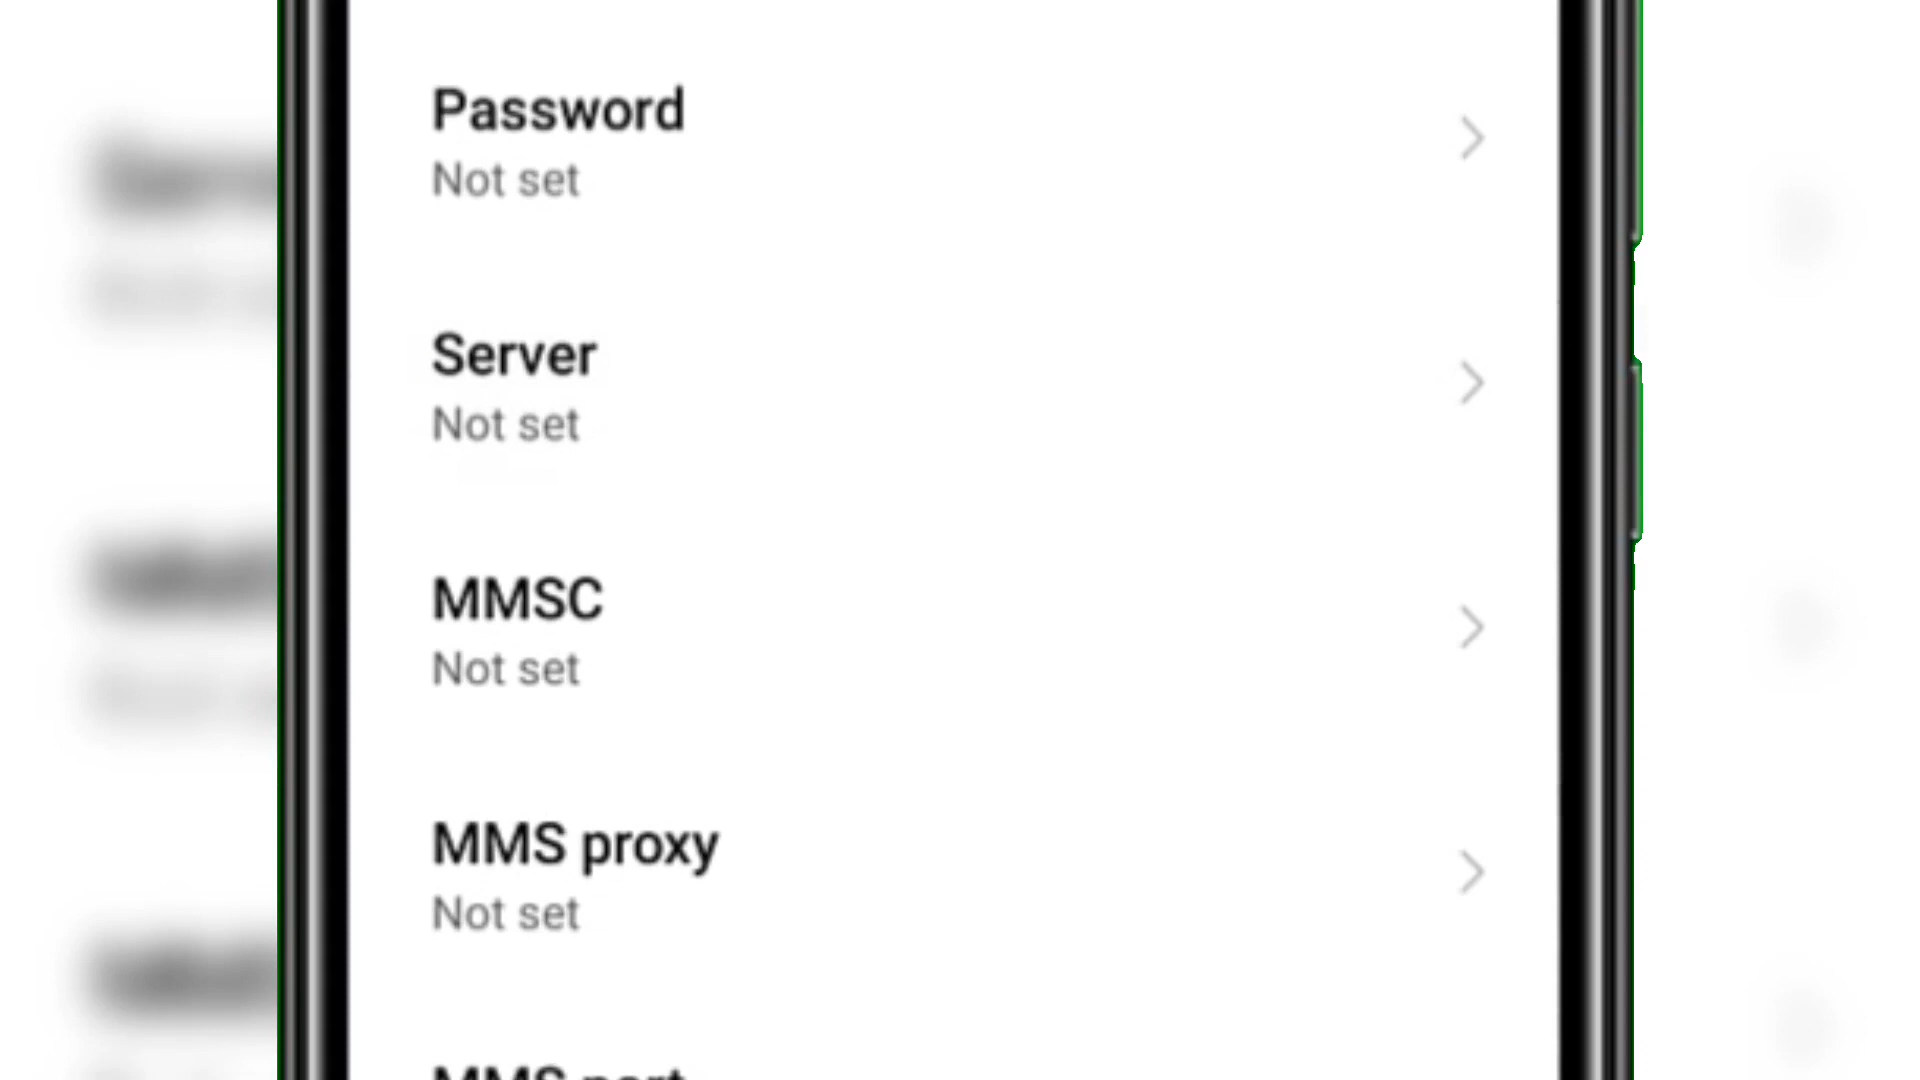 Password
Not set
Server
Not set
MMSC
Not set
MMS proxy
Not set
MMS port